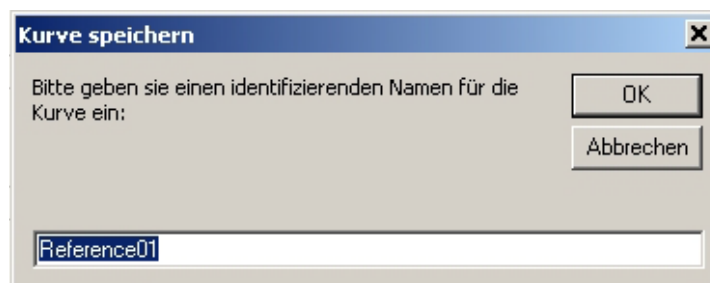 Kurve speichern
Bitte geben sie einen identifizierenden Namen für die
Kurve ein:
OK
Abbrechen
Reference01